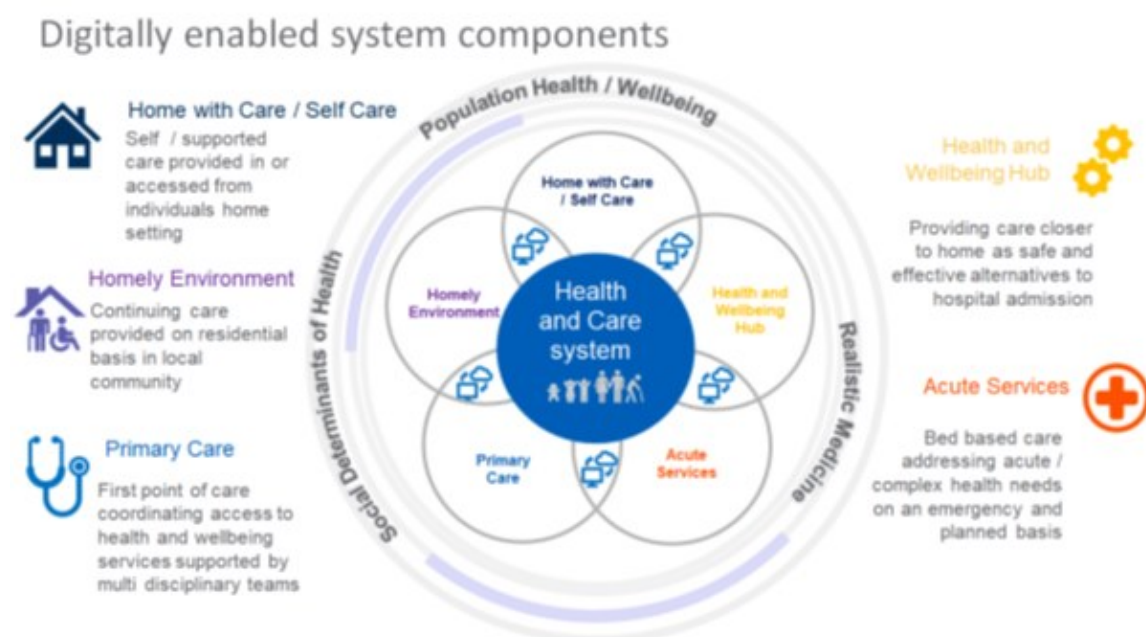 Digitally enabled system components
Home with Care / Self Care
Self / supported
care provided in or
accessed from
individuals home
setting
Homely Environment
Continuing care
provided on residential
basis in local
community
Primary Care
First point of care
coordinating access to
health and wellbeing
services supported by
multi disciplinary teams
Population Health / Wellbeing
Social Determinants of Health
Realistic Medicine
Home with Care
/ Self Care
Homely
Environment
Health and
Wellbeing
Hub
Health
and Care
system
Primary
Care
Acute
Services
Health and
Wellbeing Hub
Providing care closer
to home as safe and
effective alternatives to
hospital admission
Acute Services
Bed based care
addressing acute /
complex health needs
on an emergency and
planned basis